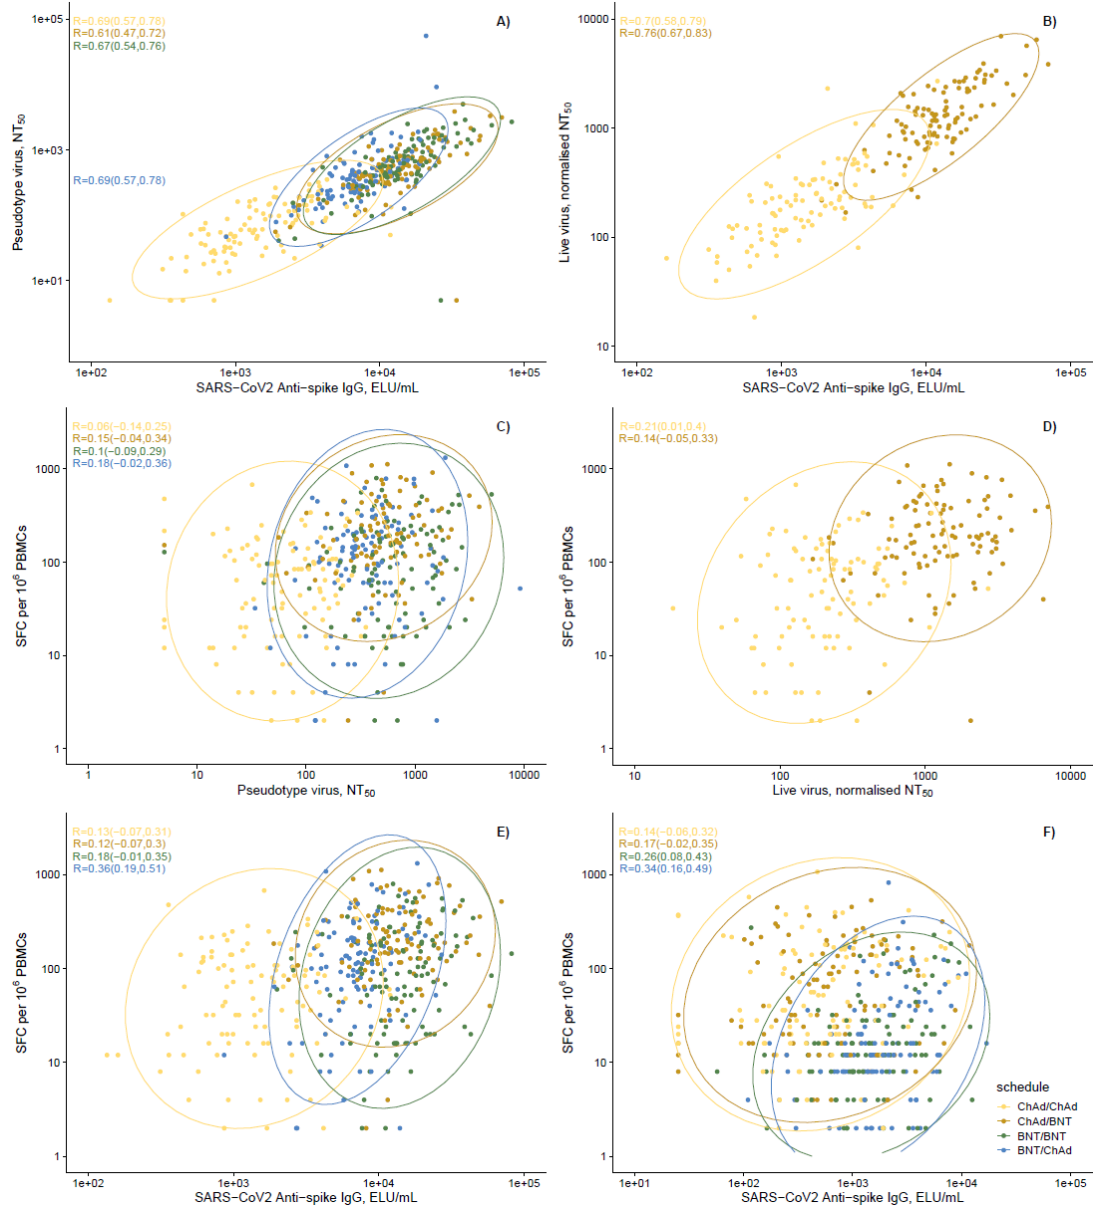 A)
R=0.69(0.57,0.78)
R=0.61(0.47,0.72)
R=0.67(0.54,0.76)
R=0.69(0.57,0.78)
1e+05
1e+03
1e+01
Pseudotype virus, NT50
1e+02 1e+03 1e+04 1e+05
SARS−CoV2 Anti−spike IgG, ELU/mL
B)
R=0.7(0.58,0.79)
R=0.76(0.67,0.83)
10000
1000
100
10
Live virus, normalised NT50
1e+02 1e+03 1e+04 1e+05
SARS−CoV2 Anti−spike IgG, ELU/mL
C)
R=0.06(−0.14,0.25)
R=0.15(−0.04,0.34)
R=0.1(−0.09,0.29)
R=0.18(−0.02,0.36)
1000
100
10
1
SFC per 10⁶ PBMCs
1 10 100 1000 10000
Pseudotype virus, NT50
D)
R=0.21(0.01,0.4)
R=0.14(−0.05,0.33)
1000
100
10
1
SFC per 10⁶ PBMCs
10 100 1000 10000
Live virus, normalised NT50
E)
R=0.13(−0.07,0.31)
R=0.12(−0.07,0.3)
R=0.18(−0.01,0.35)
R=0.36(0.19,0.51)
1000
100
10
1
SFC per 10⁶ PBMCs
1e+02 1e+03 1e+04 1e+05
SARS−CoV2 Anti−spike IgG, ELU/mL
F)
R=0.14(−0.06,0.32)
R=0.17(−0.02,0.35)
R=0.26(0.08,0.43)
R=0.34(0.16,0.49)
1000
100
10
1
SFC per 10⁶ PBMCs
1e+01 1e+02 1e+03 1e+04 1e+05
SARS−CoV2 Anti−spike IgG, ELU/mL
schedule
ChAd/ChAd
ChAd/BNT
BNT/BNT
BNT/ChAd